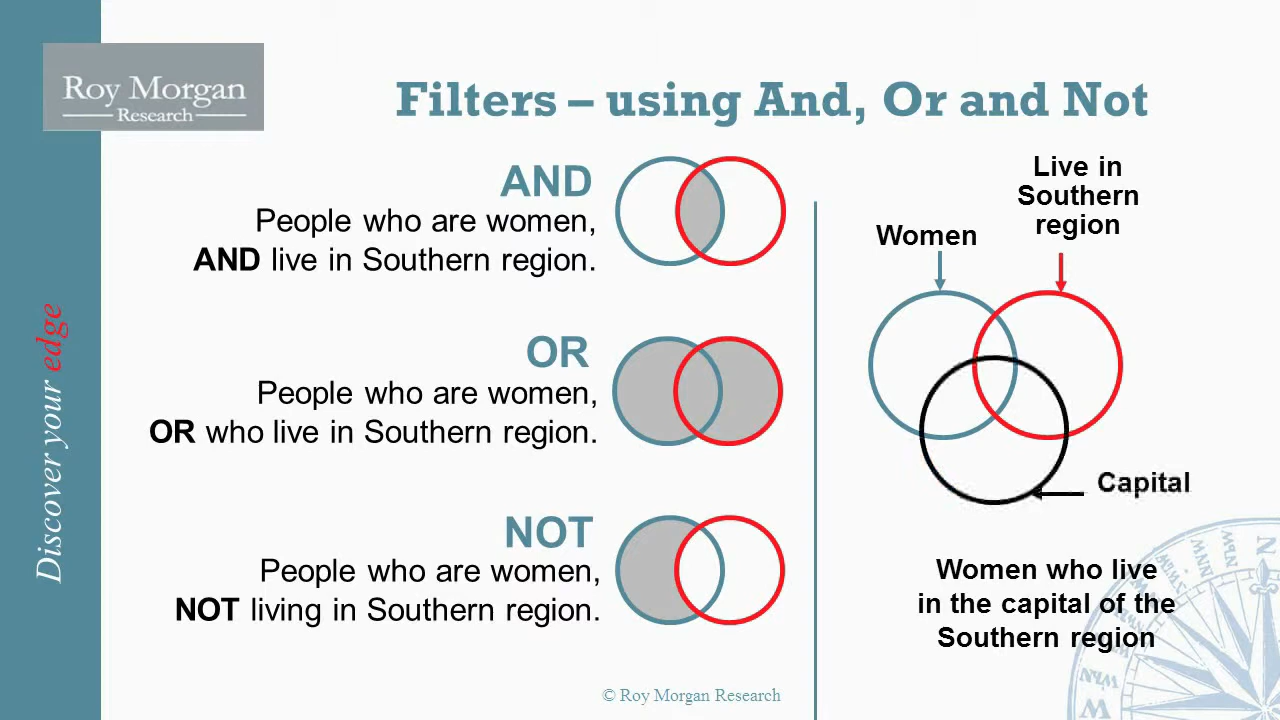 Roy Morgan
Research
Discover your edge
Filters – using And, Or and Not
AND
People who are women,
AND live in Southern region.
OR
People who are women,
OR who live in Southern region.
NOT
People who are women,
NOT living in Southern region.
Live in
Southern
region
Women
Capital
Women who live
in the capital of the
Southern region
© Roy Morgan Research
N
NNW
NW
WNW
W